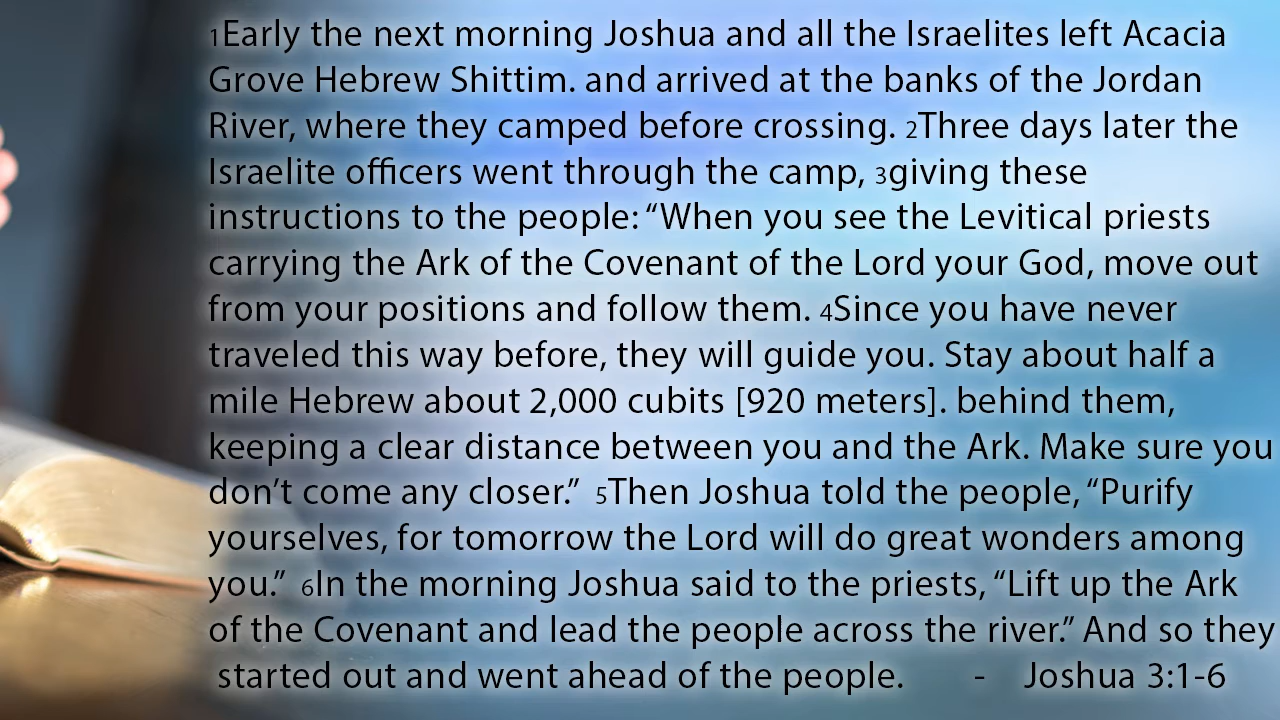 1Early the next morning Joshua and all the Israelites left Acacia
Grove Hebrew Shittim. and arrived at the banks of the Jordan
River, where they camped before crossing. 2Three days later the
Israelite officers went through the camp, 3giving these
instructions to the people: “When you see the Levitical priests
carrying the Ark of the Covenant of the Lord your God, move out
from your positions and follow them. 4Since you have never
traveled this way before, they will guide you. Stay about half a
mile Hebrew about 2,000 cubits [920 meters]. behind them,
keeping a clear distance between you and the Ark. Make sure you
don’t come any closer.” 5Then Joshua told the people, “Purify
yourselves, for tomorrow the Lord will do great wonders among
you.” 6In the morning Joshua said to the priests, “Lift up the Ark
of the Covenant and lead the people across the river.” And so they
started out and went ahead of the people. - Joshua 3:1-6